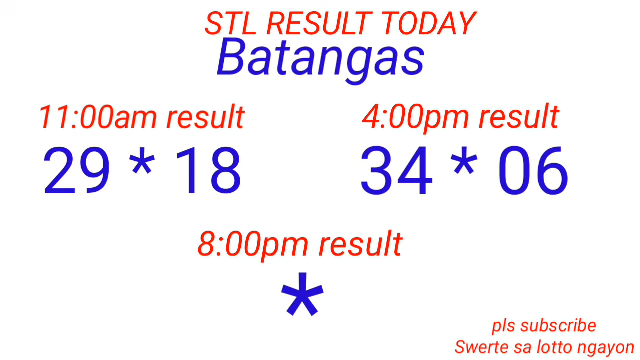 STL RESULT TODAY
Batangas
11:00am result
29 * 18
4:00pm result
34 * 06
8:00pm result
*
pls subscribe
Swerte sa lotto ngayon